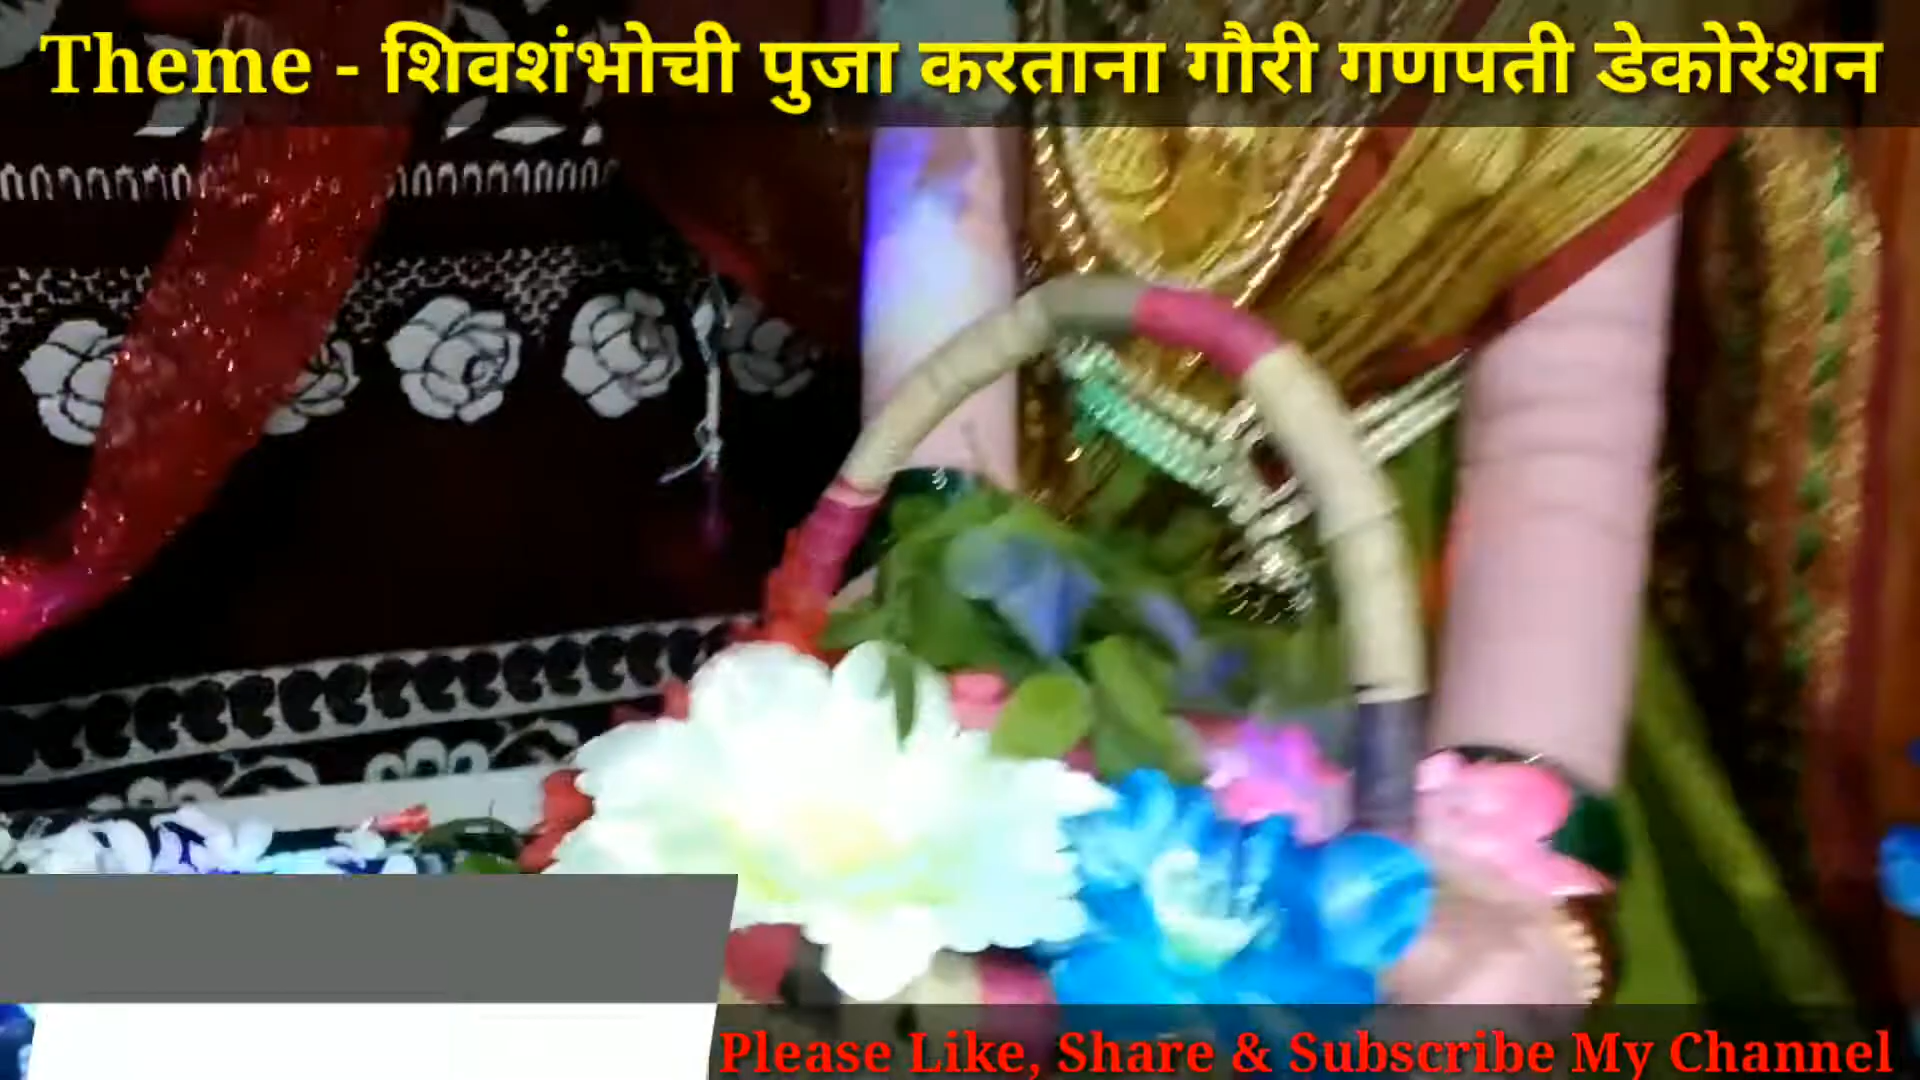 Theme - शिवशंभोची पुजा करताना गौरी गणपती डेकोरेशन
Please Like, Share & Subscribe My Channel